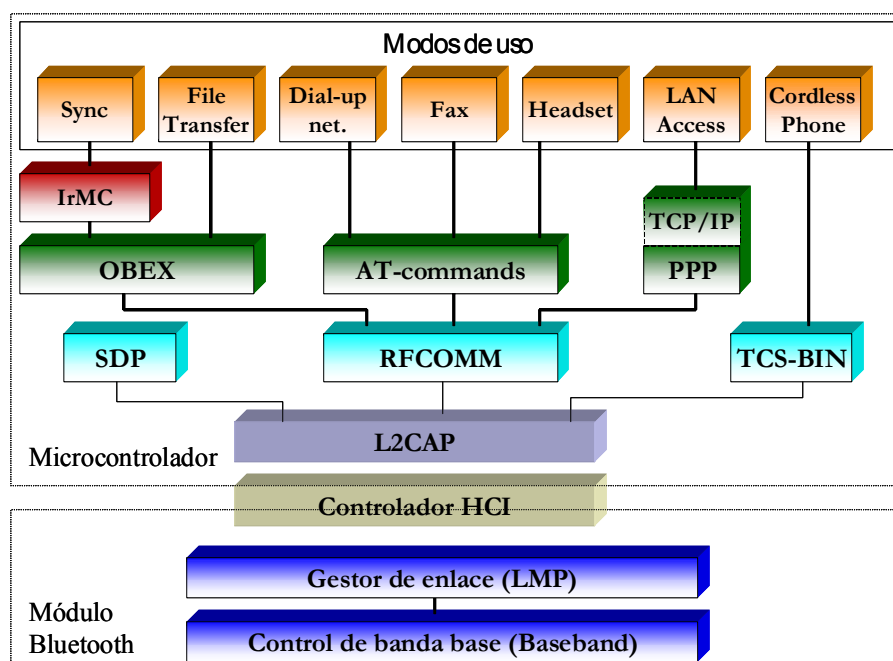 Modos de uso
Sync
File
Transfer
Dial-up
net.
Fax
Headset
LAN
Access
Cordless
Phone
IrMC
TCP/IP
OBEX
AT-commands
PPP
SDP
RFCOMM
TCS-BIN
L2CAP
Microcontrolador
Controlador HCI
Gestor de enlace (LMP)
Módulo
Bluetooth
Control de banda base (Baseband)